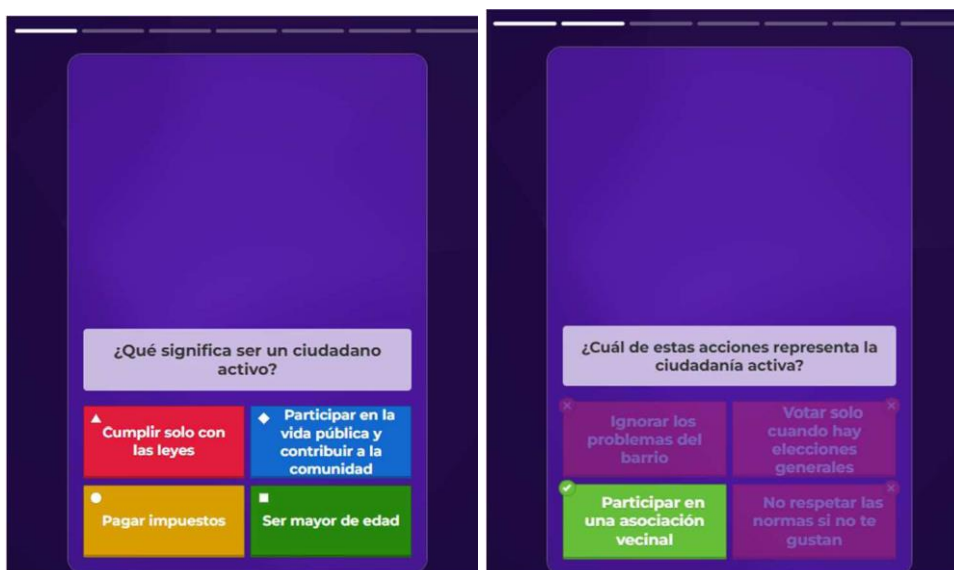 ¿Qué significa ser un ciudadano
activo?
Cumplir solo con
las leyes
Participar en la
vida pública y
contribuir a la
comunidad
Pagar impuestos
Ser mayor de edad
¿Cuál de estas acciones representa la
ciudadanía activa?
Ignorar los
problemas del
barrio
Votar solo
cuando hay
elecciones
generales
Participar en
una asociación
vecinal
No respetar las
normas si no te
gustan